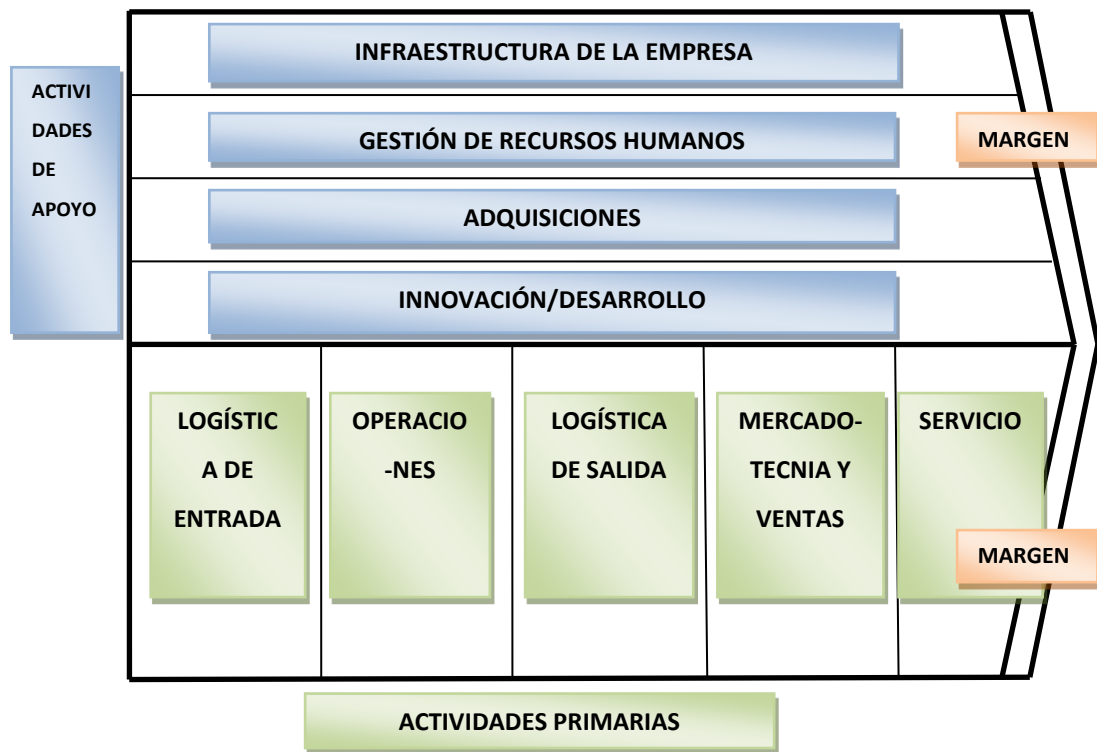 INFRAESTRUCTURA DE LA EMPRESA
ACTIVI
DADES
DE
APOYO
GESTIÓN DE RECURSOS HUMANOS
MARGEN
ADQUISICIONES
INNOVACIÓN/DESARROLLO
LOGÍSTIC
A DE
ENTRADA
OPERACIO
-NES
LOGÍSTICA
DE SALIDA
MERCADO-
TECNIA Y
VENTAS
SERVICIO
MARGEN
ACTIVIDADES PRIMARIAS